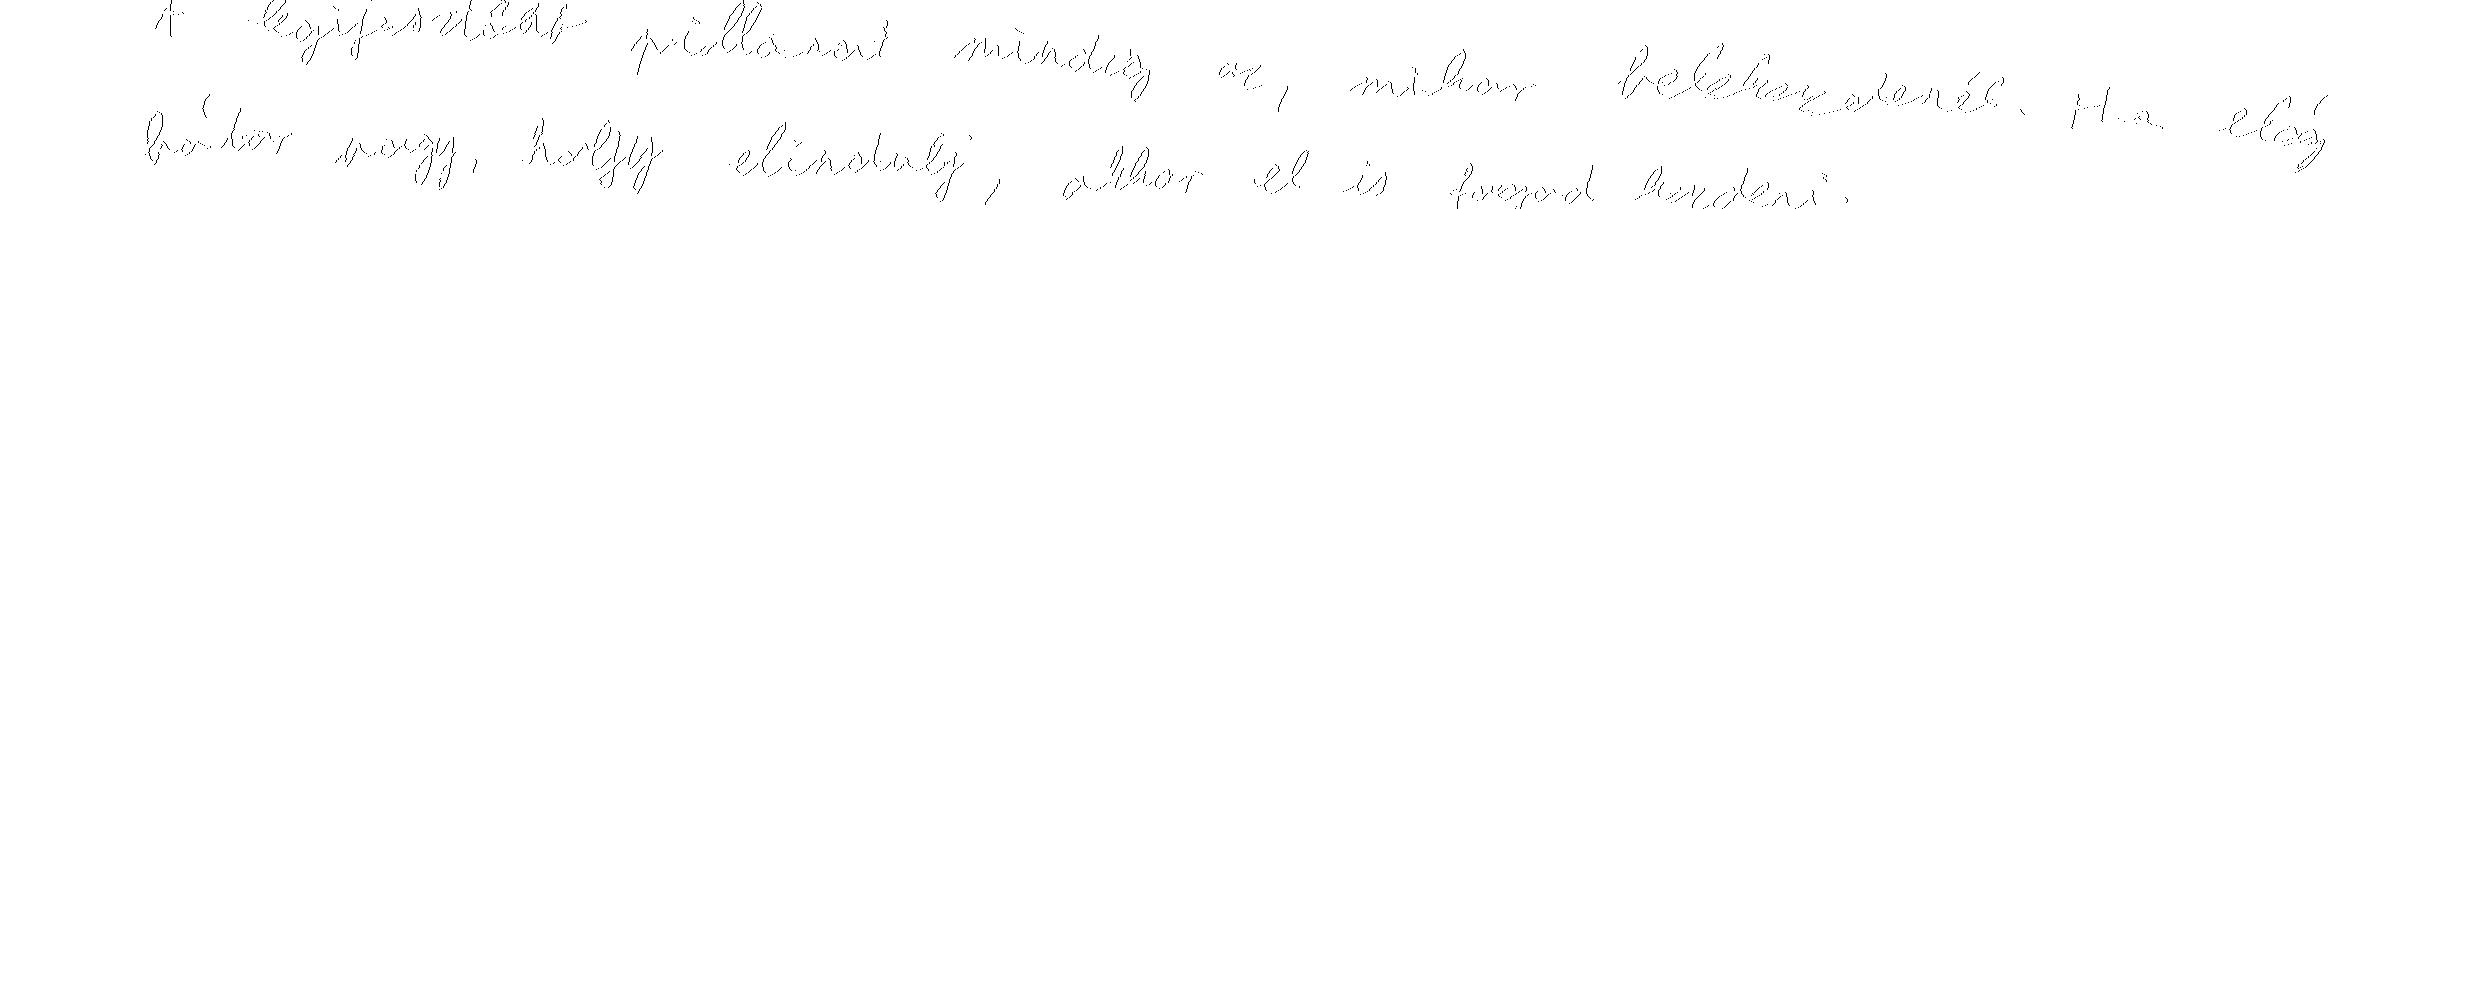 A legijesztőbb pillanat mindig az, mikor belekezdenél. Ha elég
bátor vagy, hogy elindulj, akkor el is fogod kezdeni.